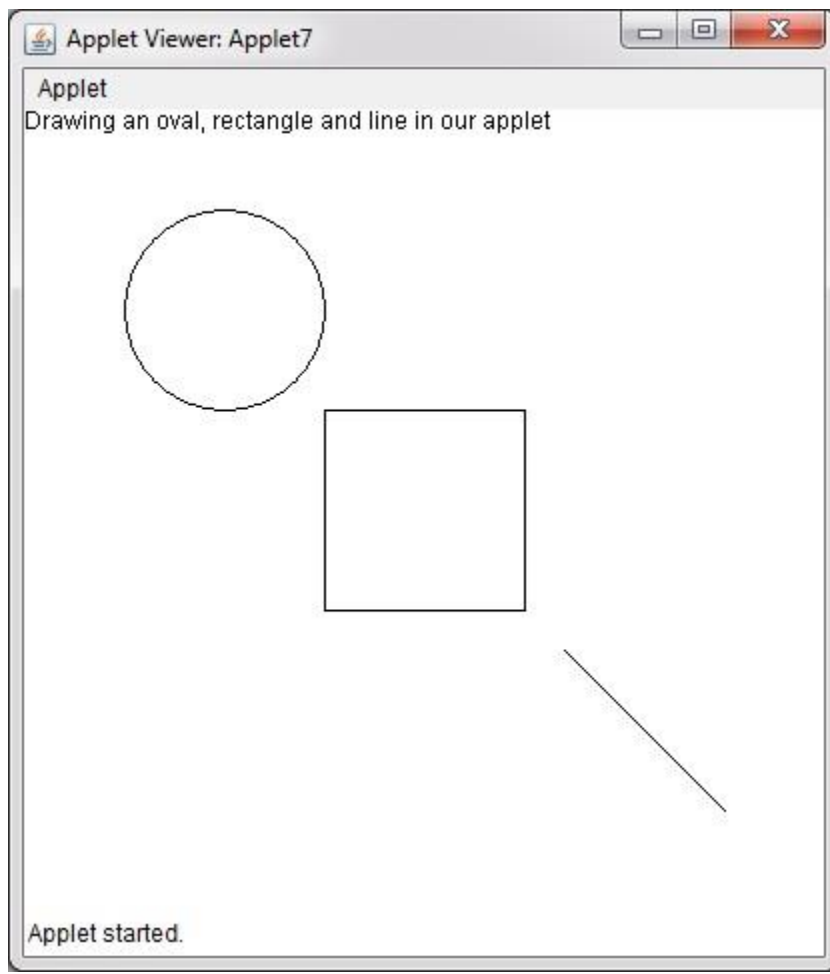 Applet Viewer: Applet7
Applet
Drawing an oval, rectangle and line in our applet
Applet started.